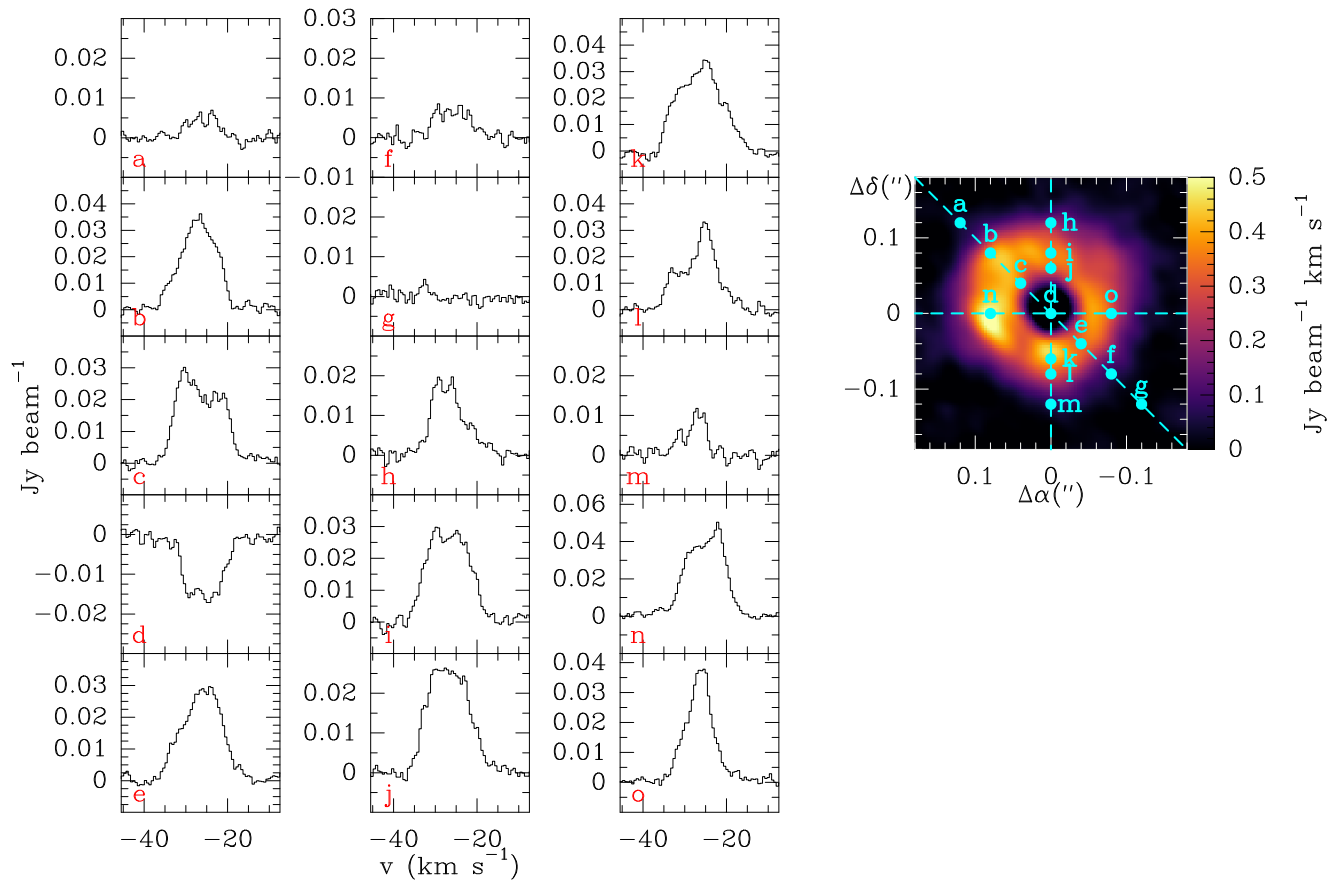 0.02
0.01
0
a
0.03
0.02
0.01
0
−0.01
f
0.04
0.03
0.02
0.01
0
k
0.04
0.03
0.02
0.01
0
b
0.02
0.01
0
g
0.03
0.02
0.01
0
l
0.03
0.02
0.01
0
c
0.02
0.01
0
h
0.02
0.01
0
m
0
−0.01
−0.02
d
0.03
0.02
0.01
0
i
0.06
0.04
0.02
0
n
0.03
0.02
0.01
0
e
0.02
0.01
0
j
0.04
0.03
0.02
0.01
0
o
−40 −20 −40 −20 −40 −20
v (km s−1)
Jy beam−1
Δδ(″)
0.1
0
−0.1
a
b
c
d
e
f
g
h
i
j
k
l
m
n
o
0.1 0 −0.1
Δα(″)
0.5
0.4
0.3
0.2
0.1
0
Jy beam−1 km s−1